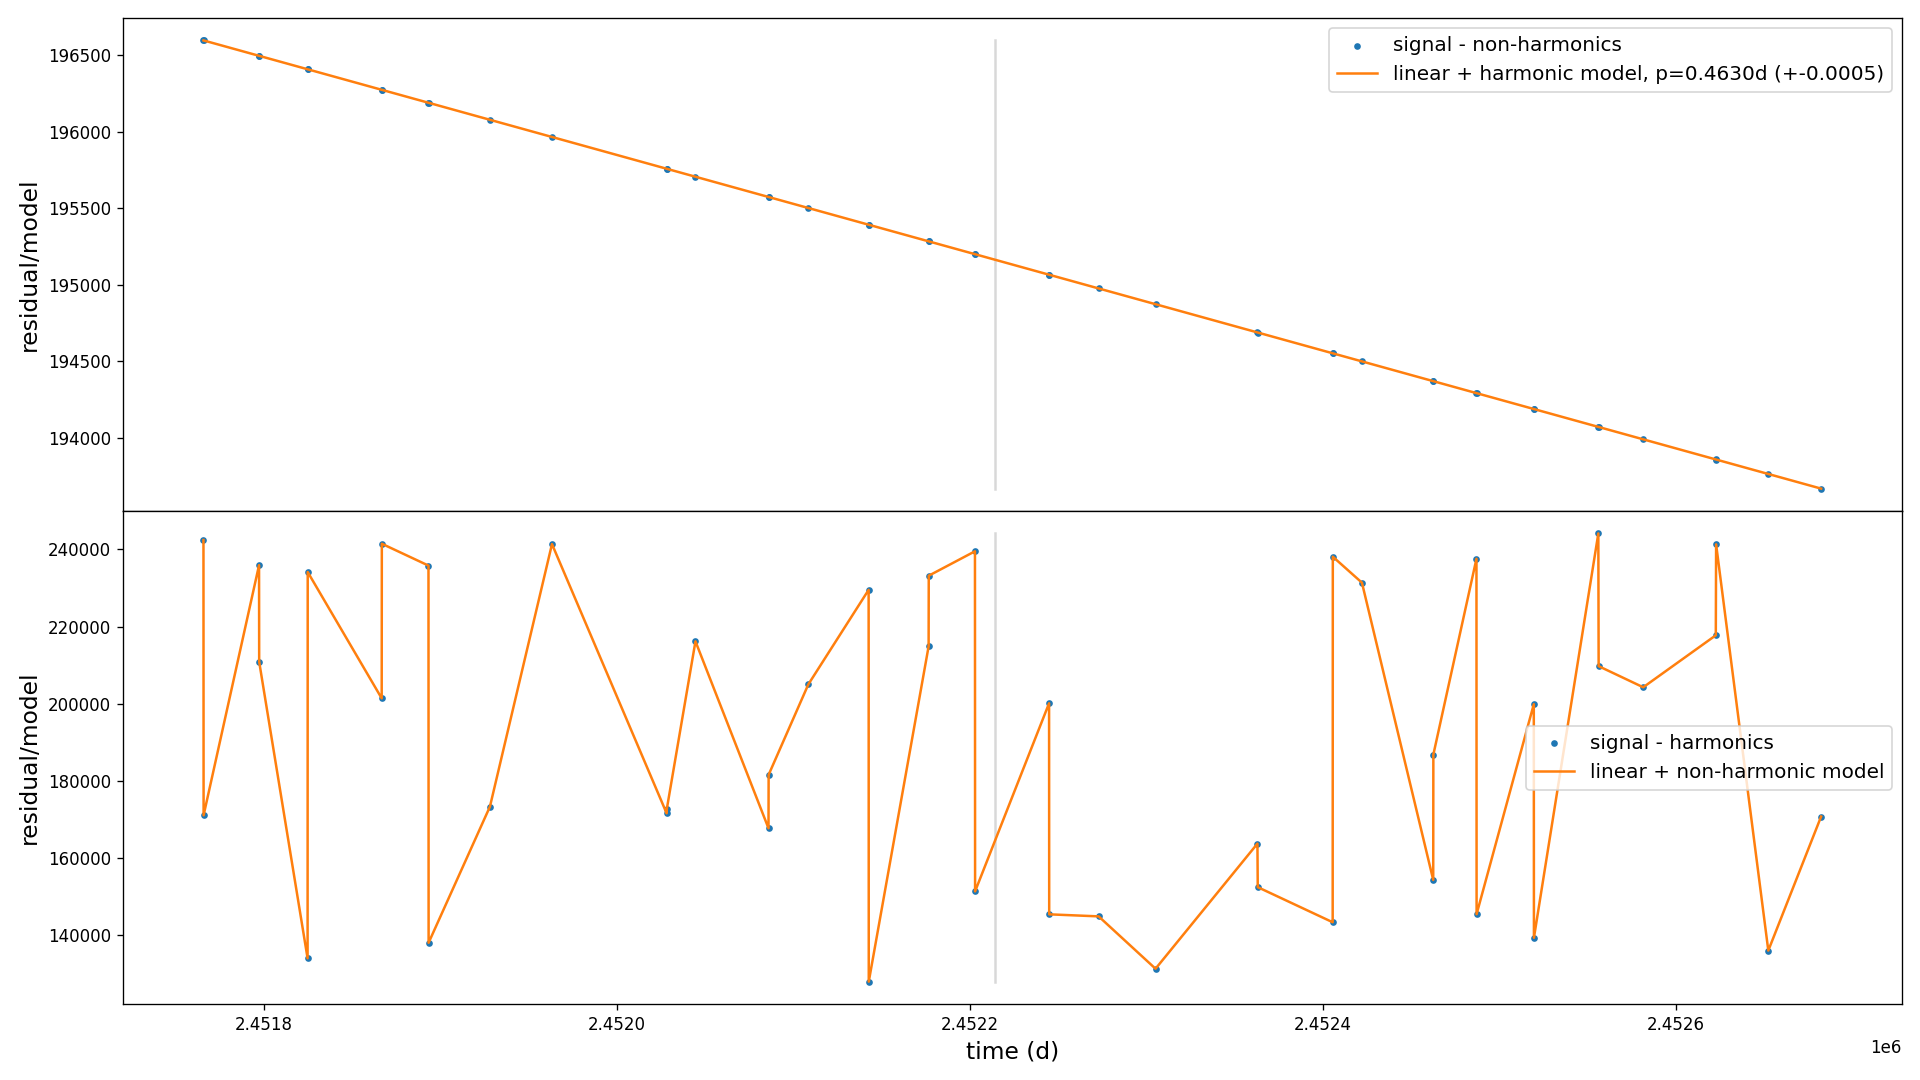 196500
196000
195500
195000
194500
194000
residual/model
signal - non-harmonics
linear + harmonic model, p=0.4630d (+-0.0005)
240000
220000
200000
180000
160000
140000
residual/model
signal - harmonics
linear + non-harmonic model
2.4518
2.4520
2.4522
2.4524
2.4526
time (d)
1e6